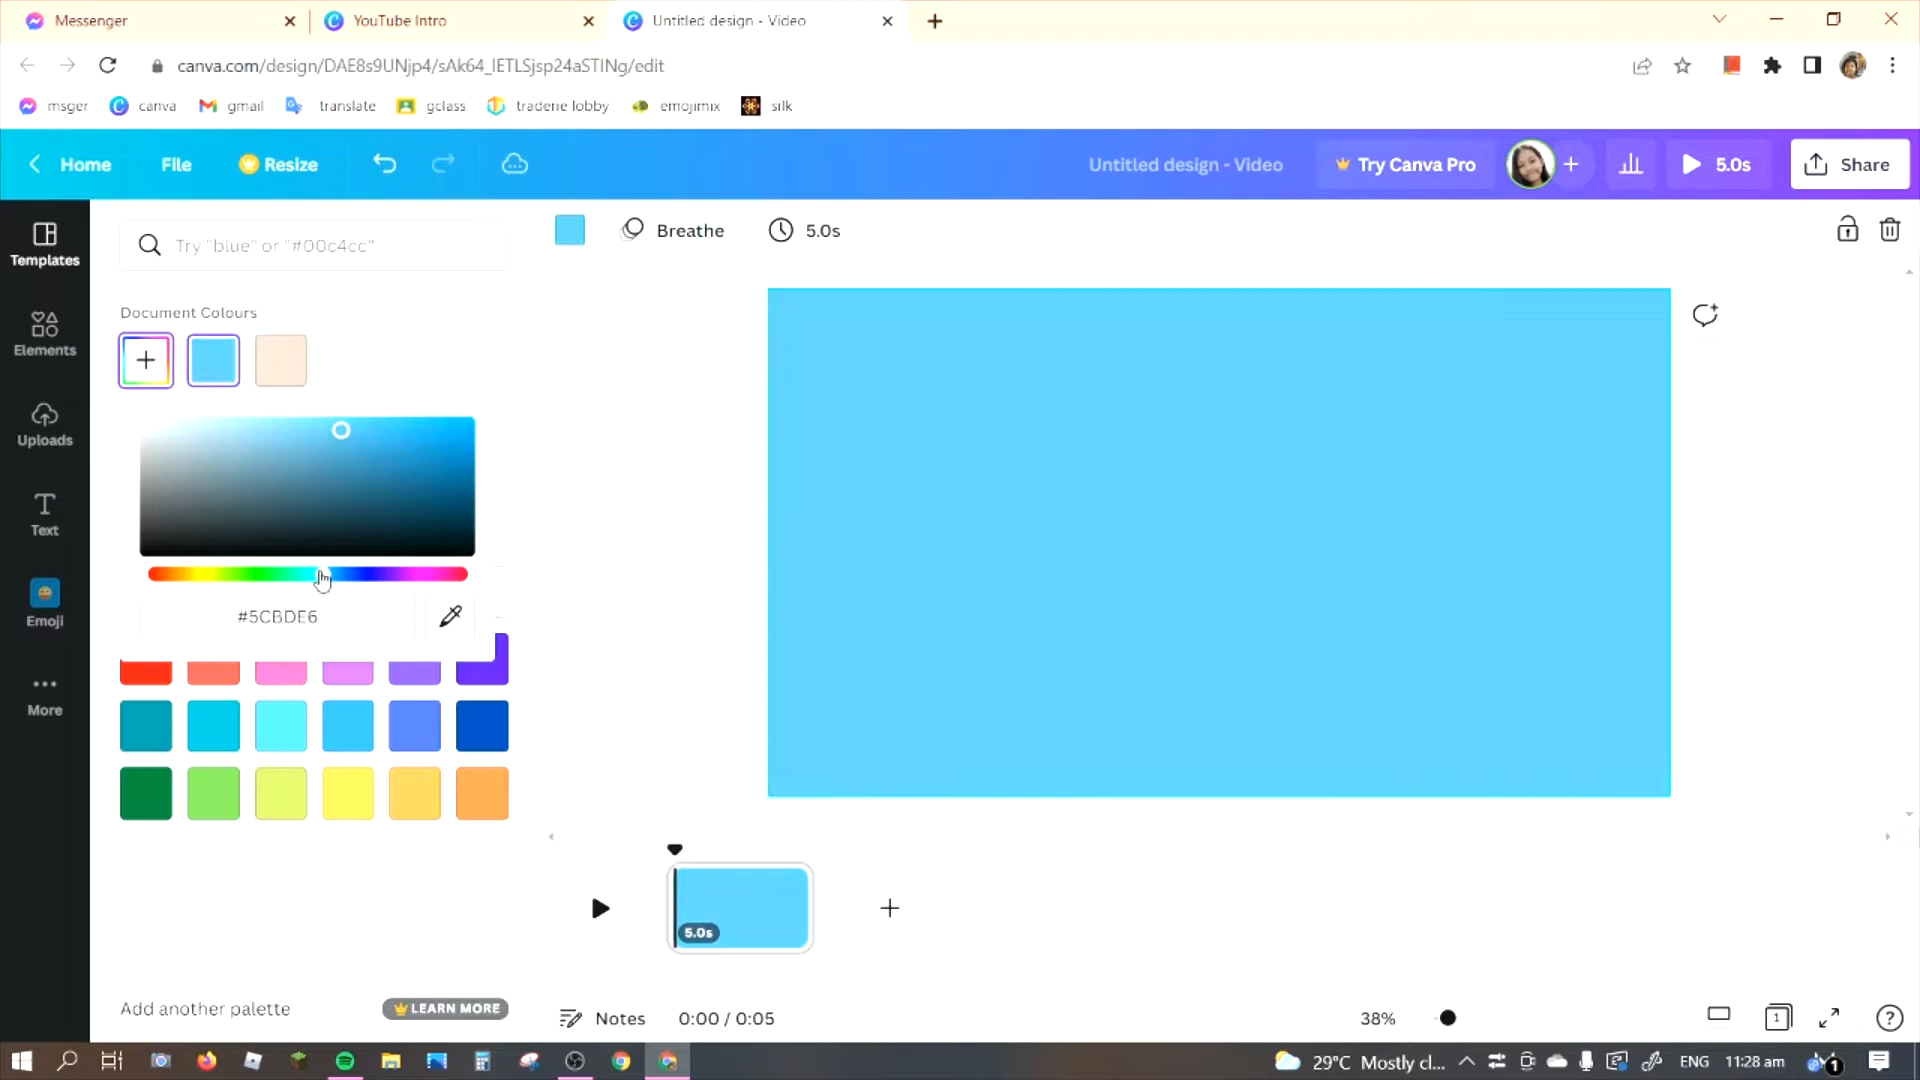 Messenger
YouTube Intro
Untitled design - Video
canva.com/design/DAE8s9UNjp4/sAk64_IETLSjsp24aSTINg/edit
msger
canva
gmail
translate
gclass
traderie lobby
emojimix
silk
Home
File
Resize
Untitled design - Video
Try Canva Pro
5.0s
Share
Templates
Elements
Uploads
Text
Emoji
More
Try "blue" or "#00c4cc"
Breathe
5.0s
Document Colours
#5CBDE6
5.0s
Add another palette
LEARN MORE
Notes
0:00 / 0:05
38%
1
?
29°C Mostly cl...
ENG
11:28 am
1